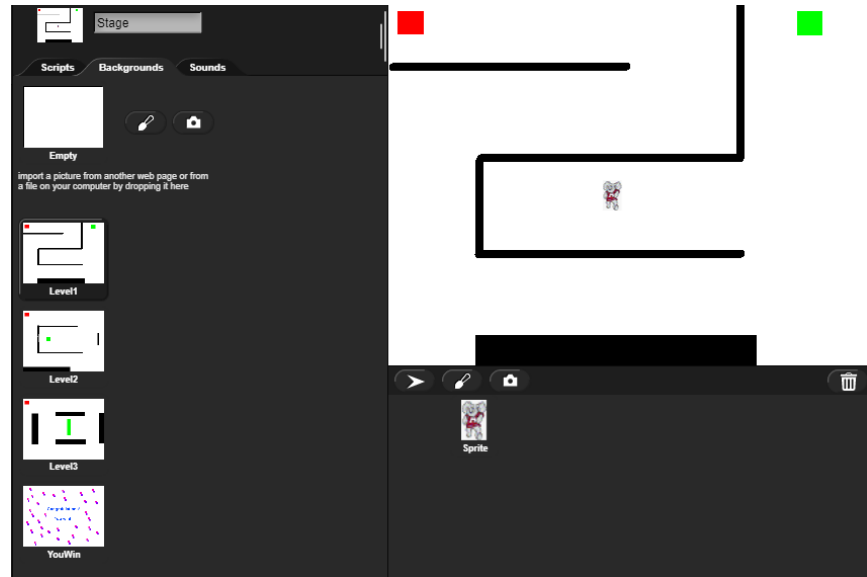 Stage
Scripts Backgrounds Sounds
Empty
import a picture from another web page or from
a file on your computer by dropping it here
Level1
Level2
Level3
YouWin
Sprite